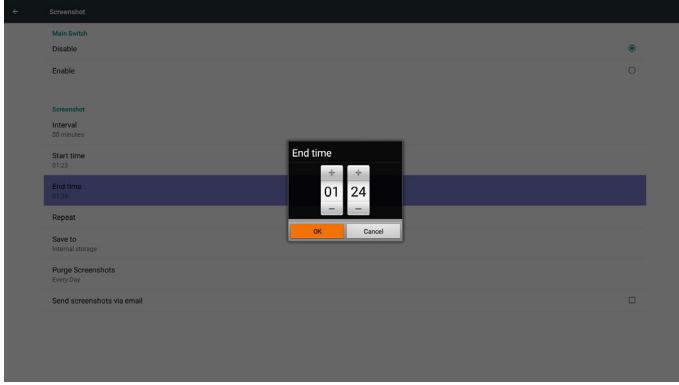 Screenshot
Main Switch
Disable
Enable
Screenshot
Interval
30 minutes
Start time
01:23
End time
01:24
Repeat
Save to
Internal storage
Purge Screenshots
Every Day
Send screenshots via email
End time
+ +
01 24
− −
OK Cancel